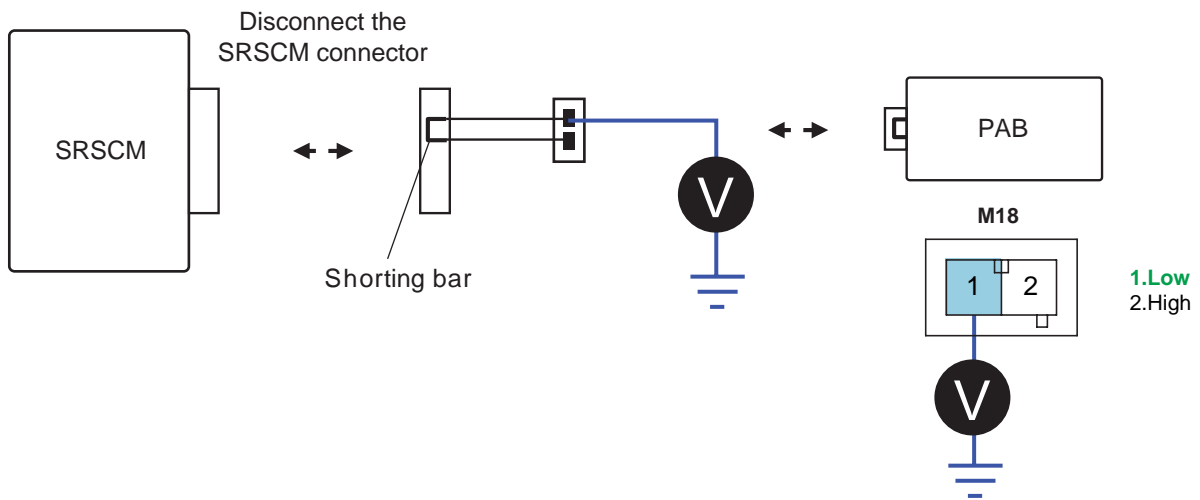 Disconnect the
SRSCM connector
SRSCM
PAB
V
M18
Shorting bar
1 2
1.Low
2.High
V